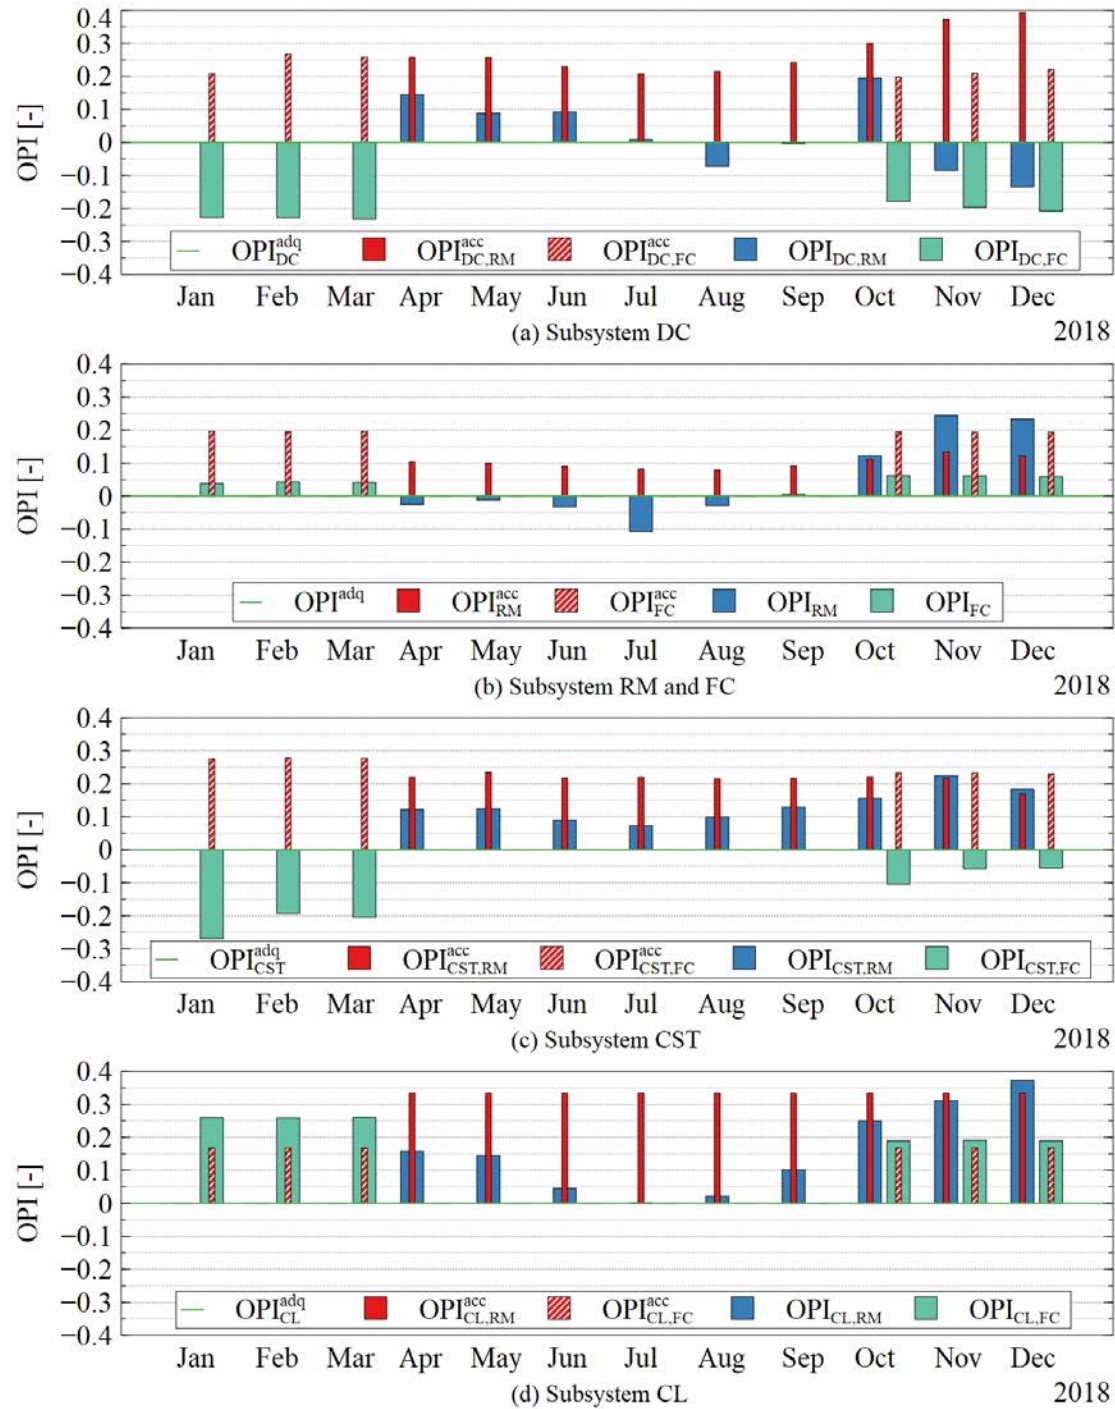 0.4
0.3
0.2
0.1
0
−0.1
−0.2
−0.3
−0.4
OPI [-]
OPI^adq_DC OPI^acc_DC,RM OPI^acc_DC,FC OPI_DC,RM OPI_DC,FC
Jan Feb Mar Apr May Jun Jul Aug Sep Oct Nov Dec
(a) Subsystem DC 2018
0.4
0.3
0.2
0.1
0
−0.1
−0.2
−0.3
−0.4
OPI [-]
OPI^adq OPI^acc_RM OPI^acc_FC OPI_RM OPI_FC
Jan Feb Mar Apr May Jun Jul Aug Sep Oct Nov Dec
(b) Subsystem RM and FC 2018
0.4
0.3
0.2
0.1
0
−0.1
−0.2
−0.3
−0.4
OPI [-]
OPI^adq_CST OPI^acc_CST,RM OPI^acc_CST,FC OPI_CST,RM OPI_CST,FC
Jan Feb Mar Apr May Jun Jul Aug Sep Oct Nov Dec
(c) Subsystem CST 2018
0.4
0.3
0.2
0.1
0
−0.1
−0.2
−0.3
−0.4
OPI [-]
OPI^adq_CL OPI^acc_CL,RM OPI^acc_CL,FC OPI_CL,RM OPI_CL,FC
Jan Feb Mar Apr May Jun Jul Aug Sep Oct Nov Dec
(d) Subsystem CL 2018